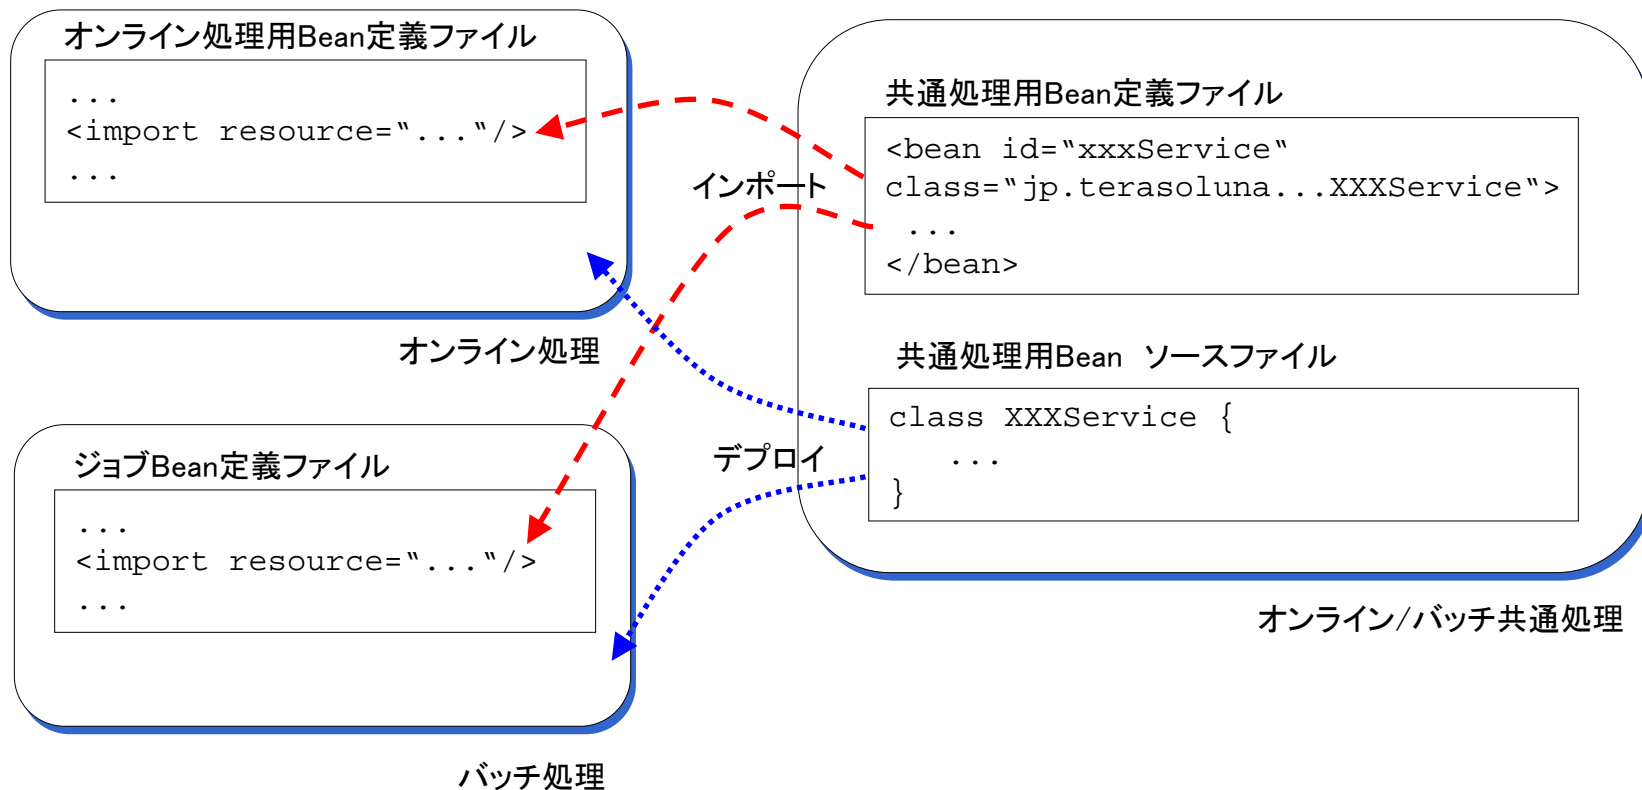 オンライン処理用Bean定義ファイル
...
<import resource=“...“/>
...
オンライン処理
ジョブBean定義ファイル
...
<import resource=“...“/>
...
バッチ処理
インポート
デプロイ
共通処理用Bean定義ファイル
<bean id=“xxxService“
class=“jp.terasoluna...XXXService“>
...
</bean>
共通処理用Bean　ソースファイル
class XXXService {
...
}
オンライン/バッチ共通処理